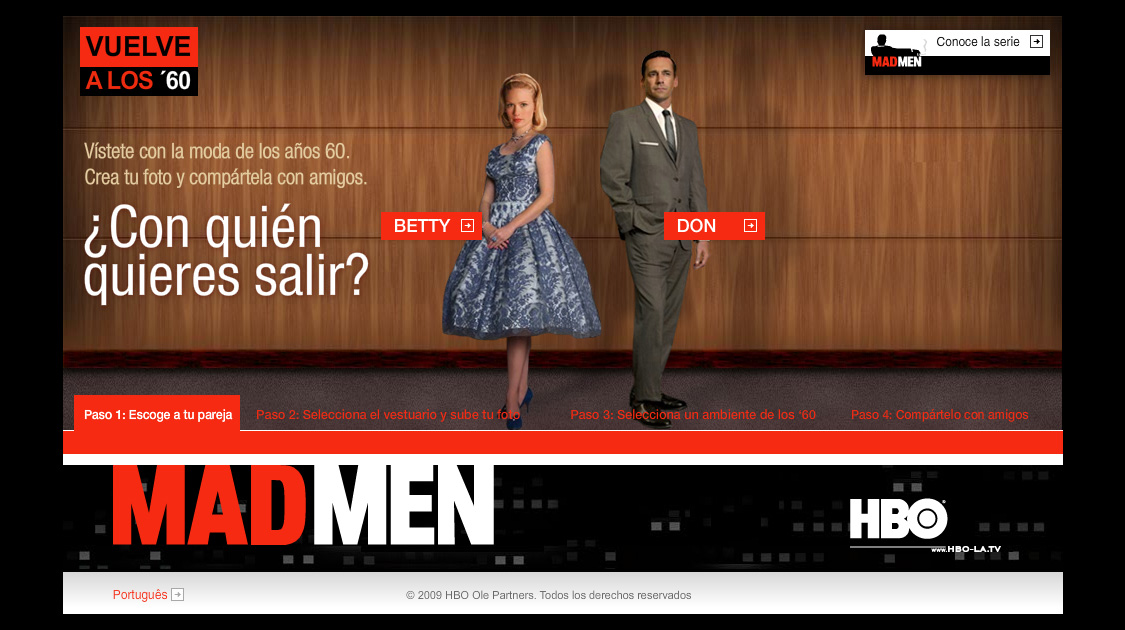 VUELVE
A LOS ´60
Conoce la serie
MADMEN
Vístete con la moda de los años 60.
Crea tu foto y compártela con amigos.
¿Con quién
quieres salir?
BETTY
DON
Paso 1: Escoge a tu pareja
Paso 2: Selecciona el vestuario y sube tu foto
Paso 3: Selecciona un ambiente de los ‘60
Paso 4: Compártelo con amigos
MADMEN
HBO
www.HBO-LA.TV
Português
© 2009 HBO Ole Partners. Todos los derechos reservados